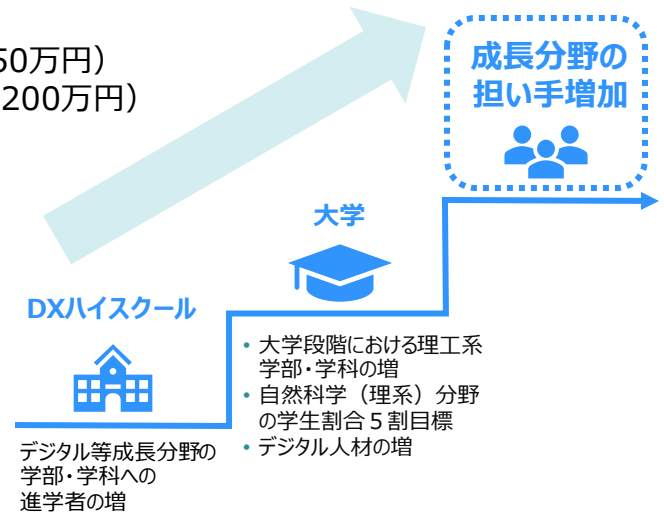 50万円）
200万円）
成長分野の
担い手増加
大学
DXハイスクール
• 大学段階における理工系
学部・学科の増
• 自然科学（理系）分野
の学生割合５割目標
• デジタル人材の増
デジタル等成長分野の
学部・学科への
進学者の増